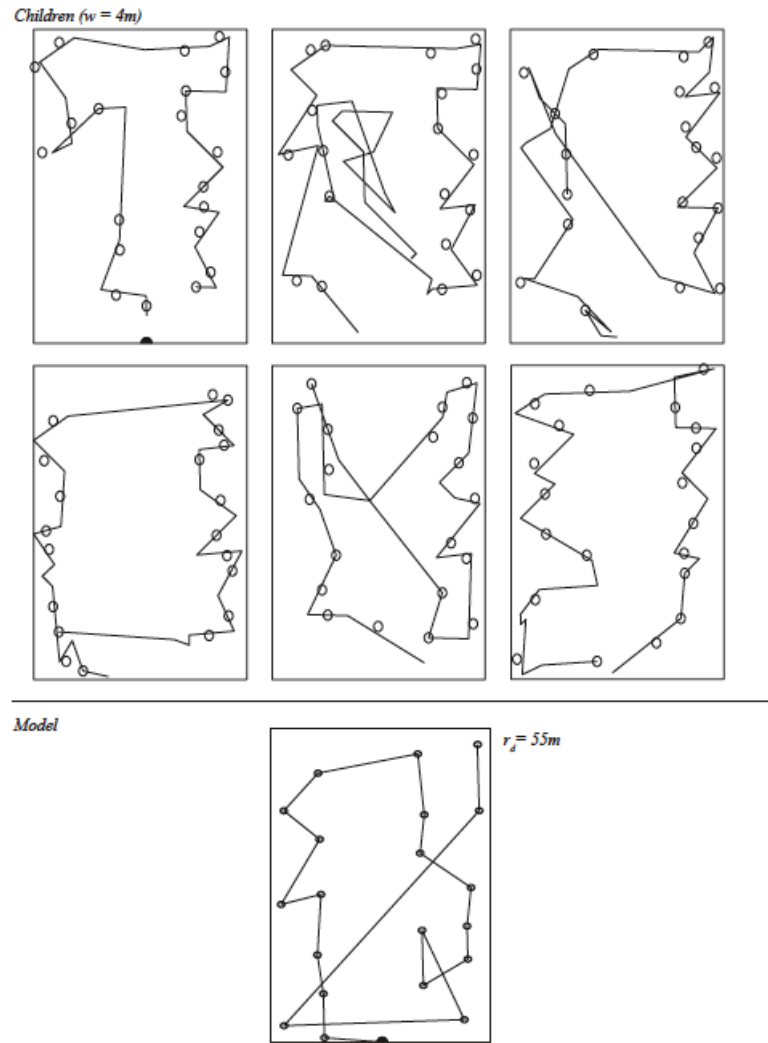 Children (w = 4m)
Model
r_d = 55m